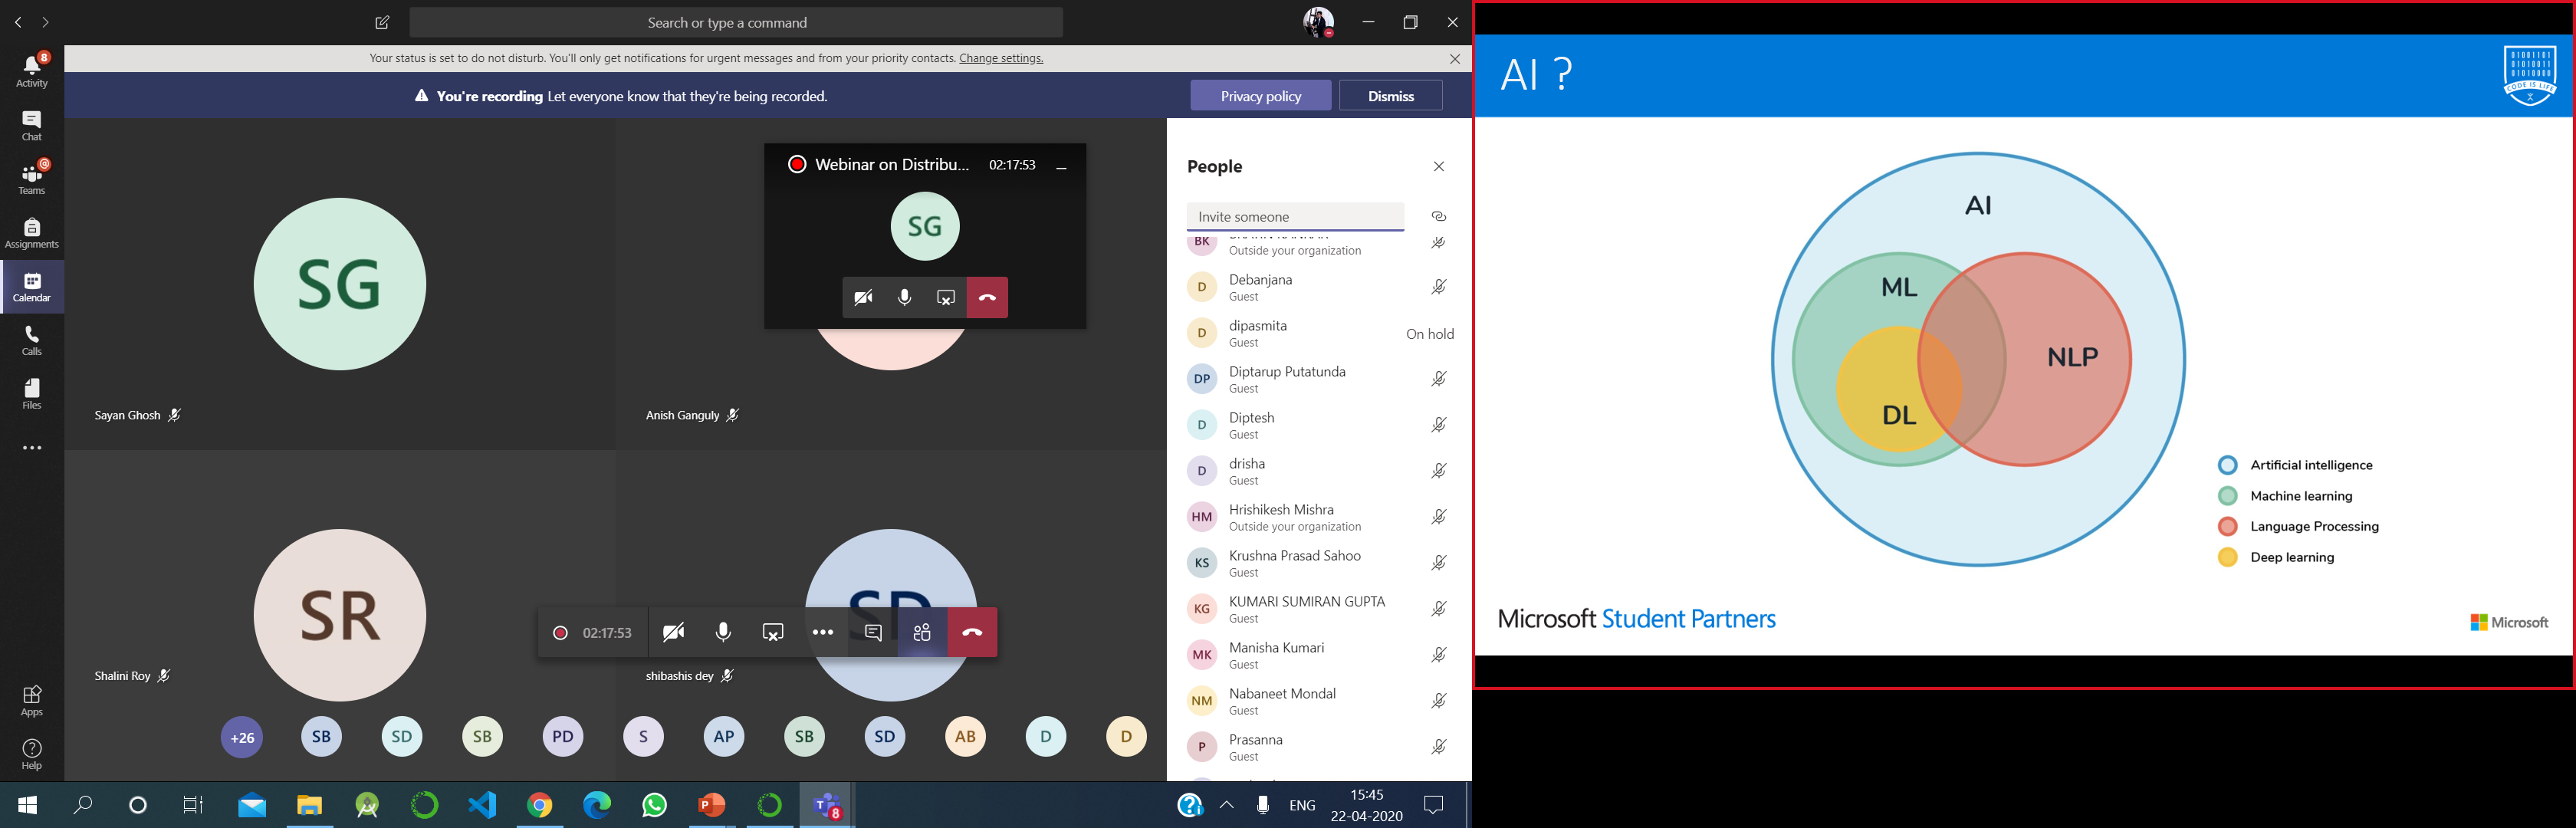 Search or type a command
Your status is set to do not disturb. You'll only get notifications for urgent messages and from your priority contacts. Change settings.
You're recording Let everyone know that they're being recorded.
Privacy policy
Dismiss
8
Activity
Chat
@
Teams
Assignments
Calendar
Calls
Files
Apps
Help
SG
Sayan Ghosh
Webinar on Distribu... 02:17:53
SG
Anish Ganguly
SR
Shalini Roy
SD
shibashis dey
02:17:53
+26 SB SD SB PD S AP SB SD AB D D
People
Invite someone
BK
Outside your organization
D Debanjana
Guest
D dipasmita
Guest
On hold
DP Diptarup Putatunda
Guest
D Diptesh
Guest
D drisha
Guest
HM Hrishikesh Mishra
Outside your organization
KS Krushna Prasad Sahoo
Guest
KG KUMARI SUMIRAN GUPTA
Guest
MK Manisha Kumari
Guest
NM Nabaneet Mondal
Guest
P Prasanna
Guest
8
ENG
15:45
22-04-2020
AI ?
01001101
01010011
01010000
CODE IS LIFE
AI
ML
NLP
DL
Artificial intelligence
Machine learning
Language Processing
Deep learning
Microsoft Student Partners
Microsoft